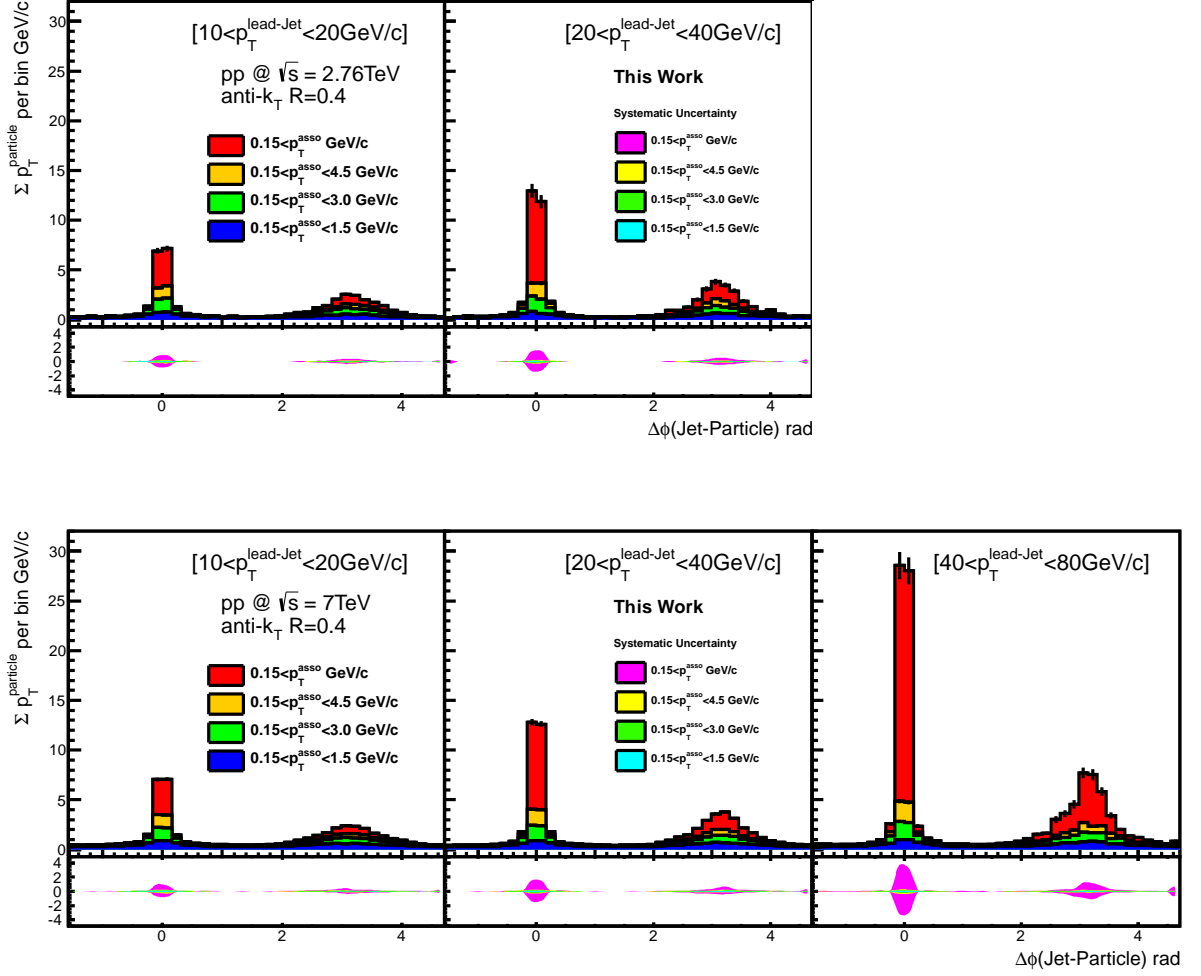 [10<p_T^lead-Jet<20GeV/c]
[20<p_T^lead-Jet<40GeV/c]
pp @ √s = 2.76TeV
anti-k_T R=0.4
This Work
Systematic Uncertainty
0.15<p_T^asso GeV/c
0.15<p_T^asso<4.5 GeV/c
0.15<p_T^asso<3.0 GeV/c
0.15<p_T^asso<1.5 GeV/c
0.15<p_T^asso GeV/c
0.15<p_T^asso<4.5 GeV/c
0.15<p_T^asso<3.0 GeV/c
0.15<p_T^asso<1.5 GeV/c
Σ p_T^particle per bin GeV/c
30
25
20
15
10
5
0
4
2
0
-2
-4
0 2 4 0 2 4
Δϕ(Jet-Particle) rad
[10<p_T^lead-Jet<20GeV/c]
[20<p_T^lead-Jet<40GeV/c]
[40<p_T^lead-Jet<80GeV/c]
pp @ √s = 7TeV
anti-k_T R=0.4
This Work
Systematic Uncertainty
0.15<p_T^asso GeV/c
0.15<p_T^asso<4.5 GeV/c
0.15<p_T^asso<3.0 GeV/c
0.15<p_T^asso<1.5 GeV/c
0.15<p_T^asso GeV/c
0.15<p_T^asso<4.5 GeV/c
0.15<p_T^asso<3.0 GeV/c
0.15<p_T^asso<1.5 GeV/c
Σ p_T^particle per bin GeV/c
30
25
20
15
10
5
0
4
2
0
-2
-4
0 2 4 0 2 4 0 2 4
Δϕ(Jet-Particle) rad